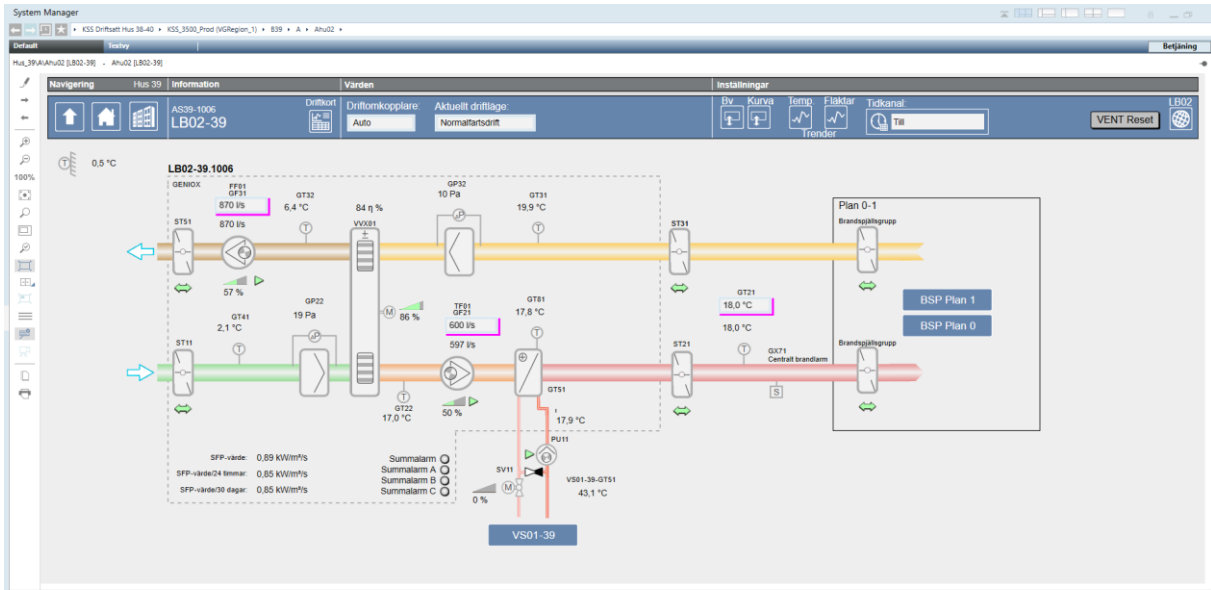 System Manager
KSS Driftsatt Hus 38-40 KSS_3500_Prod (VGRegion_1) B39 A Ahu02
Default Textvy Betjäning
Hus_39\A\Ahu02 [LB02-39] - Ahu02 [LB02-39]
Navigering Hus 39 Information Värden Inställningar
AS39-1006
LB02-39
Driftkort
Driftomkopplare:
Auto
Aktuellt driftläge:
Normalfartsdrift
Bv Kurva Temp. Fläktar
Trender
Tidkanal:
Till
VENT Reset
LB02
100%
0,5 °C
LB02-39.1006
GENIOX
FF01
GF31
870 l/s
870 l/s
57 %
GT32
6,4 °C
84 η %
VVX01
GP32
10 Pa
GT31
19,9 °C
ST51
ST31
Plan 0-1
Brandspjällsgrupp
BSP Plan 1
BSP Plan 0
GT21
18,0 °C
18,0 °C
GT41
2,1 °C
GP22
19 Pa
M 86 %
TF01
GF21
600 l/s
597 l/s
50 %
GT81
17,8 °C
ST11
ST21
GX71
Centralt brandlarm
S
Brandspjällsgrupp
GT22
17,0 °C
GT51
17,9 °C
PU11
SV11
M
0 %
VS01-39-GT51
43,1 °C
VS01-39
SFP-värde: 0,89 kW/m³/s
SFP-värde/24 timmar: 0,85 kW/m³/s
SFP-värde/30 dagar: 0,85 kW/m³/s
Summalarm
Summalarm A
Summalarm B
Summalarm C